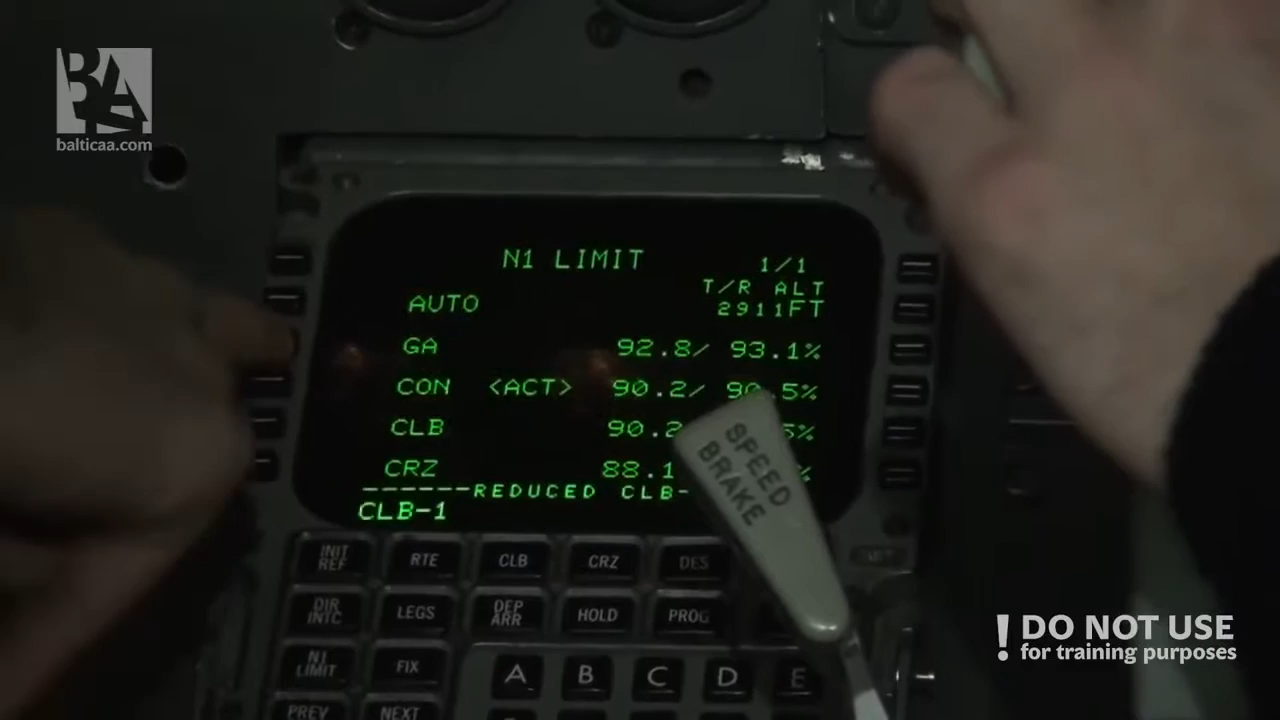 BAA
balticaa.com
N1 LIMIT 1/1
T/R ALT
AUTO 2911FT
GA 92.8/ 93.1%
CON <ACT> 90.2/ 90.5%
CLB 90.2 %
CRZ 88.1 %
------REDUCED CLB-
CLB-1
SPEED
BRAKE
INIT
REF
RTE
CLB
CRZ
DES
DIR
INTC
LEGS
DEP
ARR
HOLD
PROG
N1
LIMIT
FIX
A B C D E
PREV
NEXT
! DO NOT USE
for training purposes